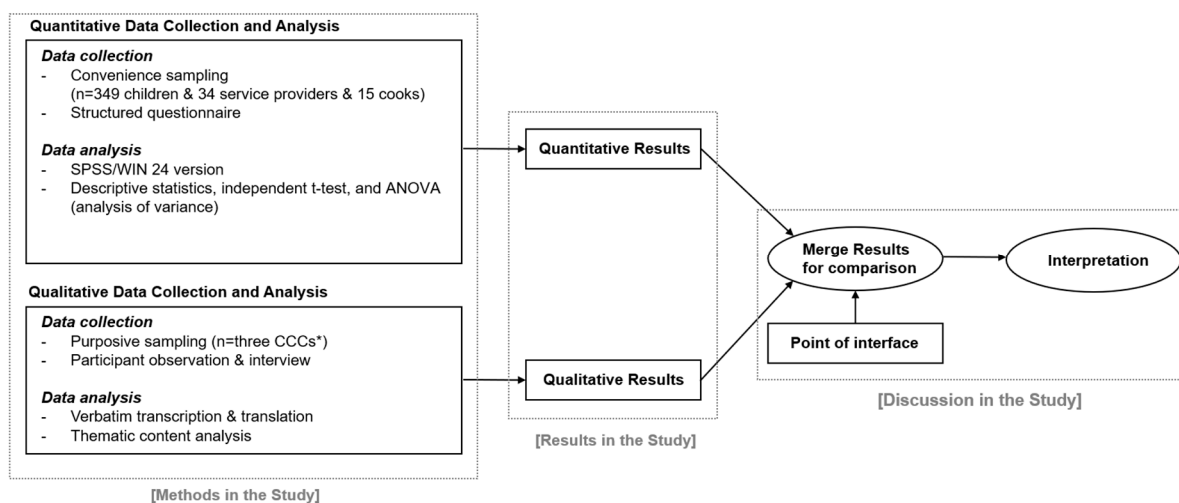 Quantitative Data Collection and Analysis
Data collection
- Convenience sampling
(n=349 children & 34 service providers & 15 cooks)
- Structured questionnaire
Data analysis
- SPSS/WIN 24 version
- Descriptive statistics, independent t-test, and ANOVA
(analysis of variance)
Qualitative Data Collection and Analysis
Data collection
- Purposive sampling (n=three CCCs*)
- Participant observation & interview
Data analysis
- Verbatim transcription & translation
- Thematic content analysis
[Methods in the Study]
Quantitative Results
Qualitative Results
[Results in the Study]
Merge Results
for comparison
Interpretation
Point of interface
[Discussion in the Study]